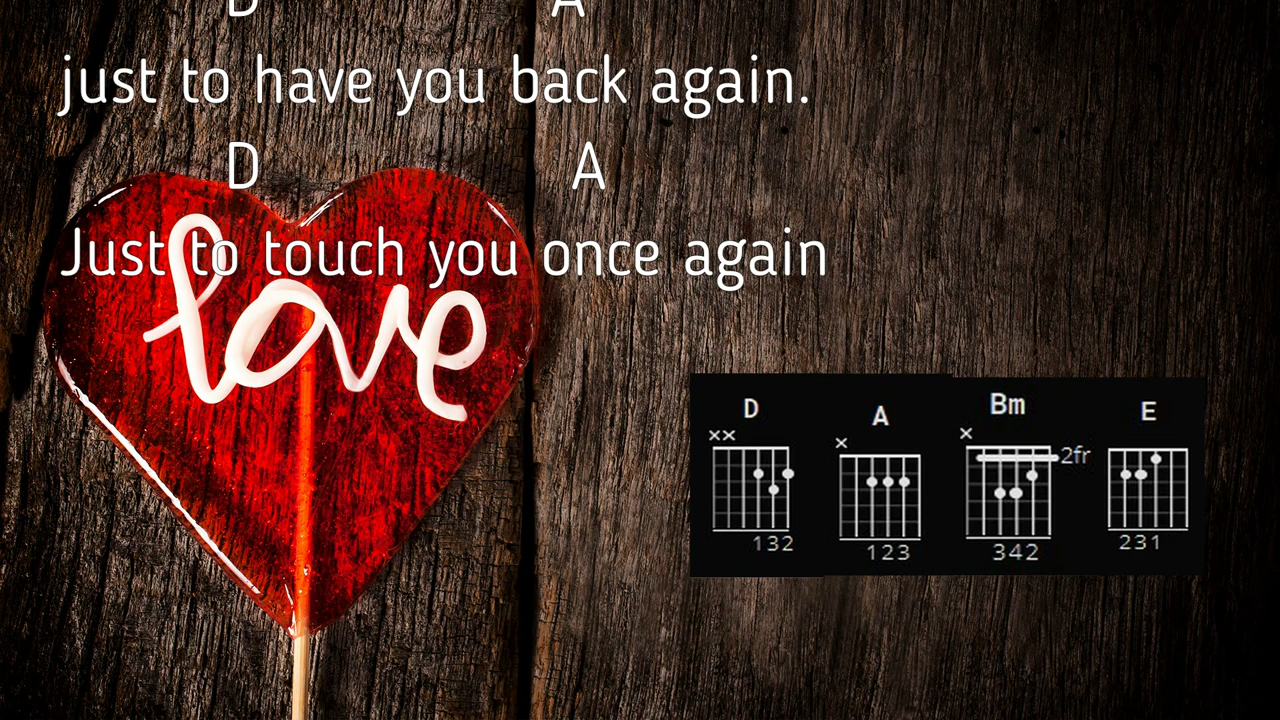 D A
just to have you back again.
D A
Just to touch you once again
love
D A Bm E
xx x x 2fr
132 123 342 231